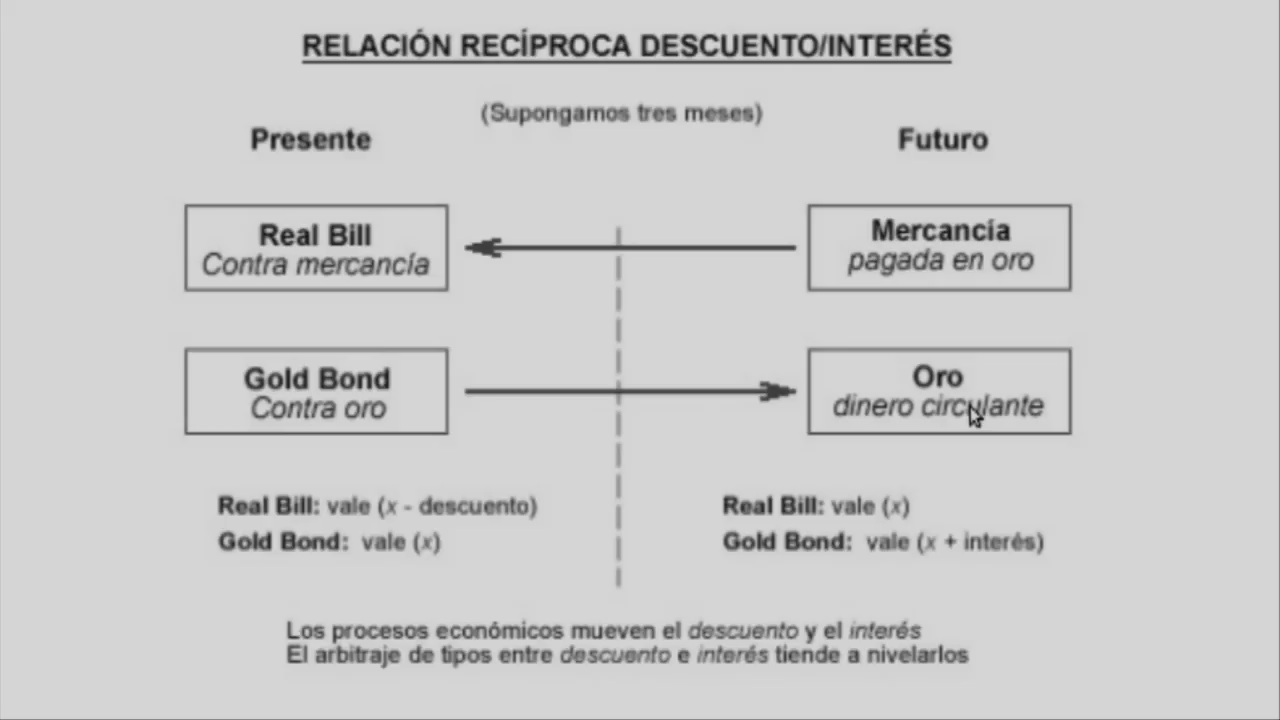 RELACIÓN RECÍPROCA DESCUENTO/INTERÉS
(Supongamos tres meses)
Presente
Futuro
Real Bill
Contra mercancía
Mercancía
pagada en oro
Gold Bond
Contra oro
Oro
dinero circulante
Real Bill: vale (x - descuento)
Gold Bond: vale (x)
Real Bill: vale (x)
Gold Bond: vale (x + interés)
Los procesos económicos mueven el descuento y el interés
El arbitraje de tipos entre descuento e interés tiende a nivelarlos